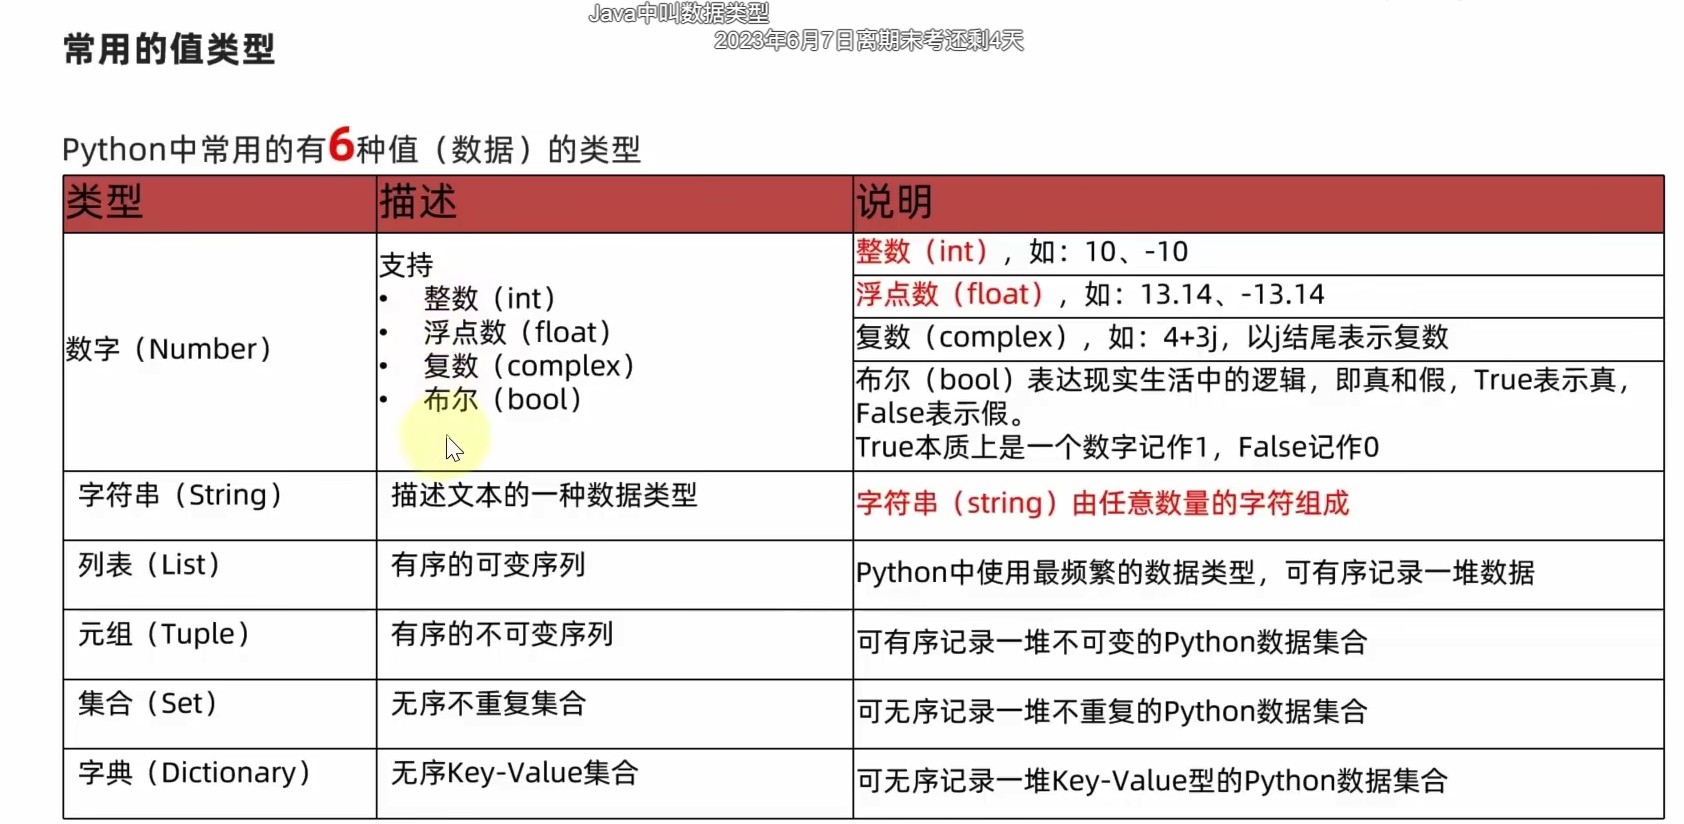 Java中叫数据类型
2023年6月7日离期末考还剩4天
常用的值类型
Python中常用的有6种值（数据）的类型
类型 描述 说明
数字（Number）
支持
• 整数（int）
• 浮点数（float）
• 复数（complex）
• 布尔（bool）
整数（int），如：10、-10
浮点数（float），如：13.14、-13.14
复数（complex），如：4+3j，以j结尾表示复数
布尔（bool）表达现实生活中的逻辑，即真和假，True表示真，
False表示假。
True本质上是一个数字记作1，False记作0
字符串（String） 描述文本的一种数据类型 字符串（string）由任意数量的字符组成
列表（List） 有序的可变序列 Python中使用最频繁的数据类型，可有序记录一堆数据
元组（Tuple） 有序的不可变序列 可有序记录一堆不可变的Python数据集合
集合（Set） 无序不重复集合 可无序记录一堆不重复的Python数据集合
字典（Dictionary） 无序Key-Value集合 可无序记录一堆Key-Value型的Python数据集合